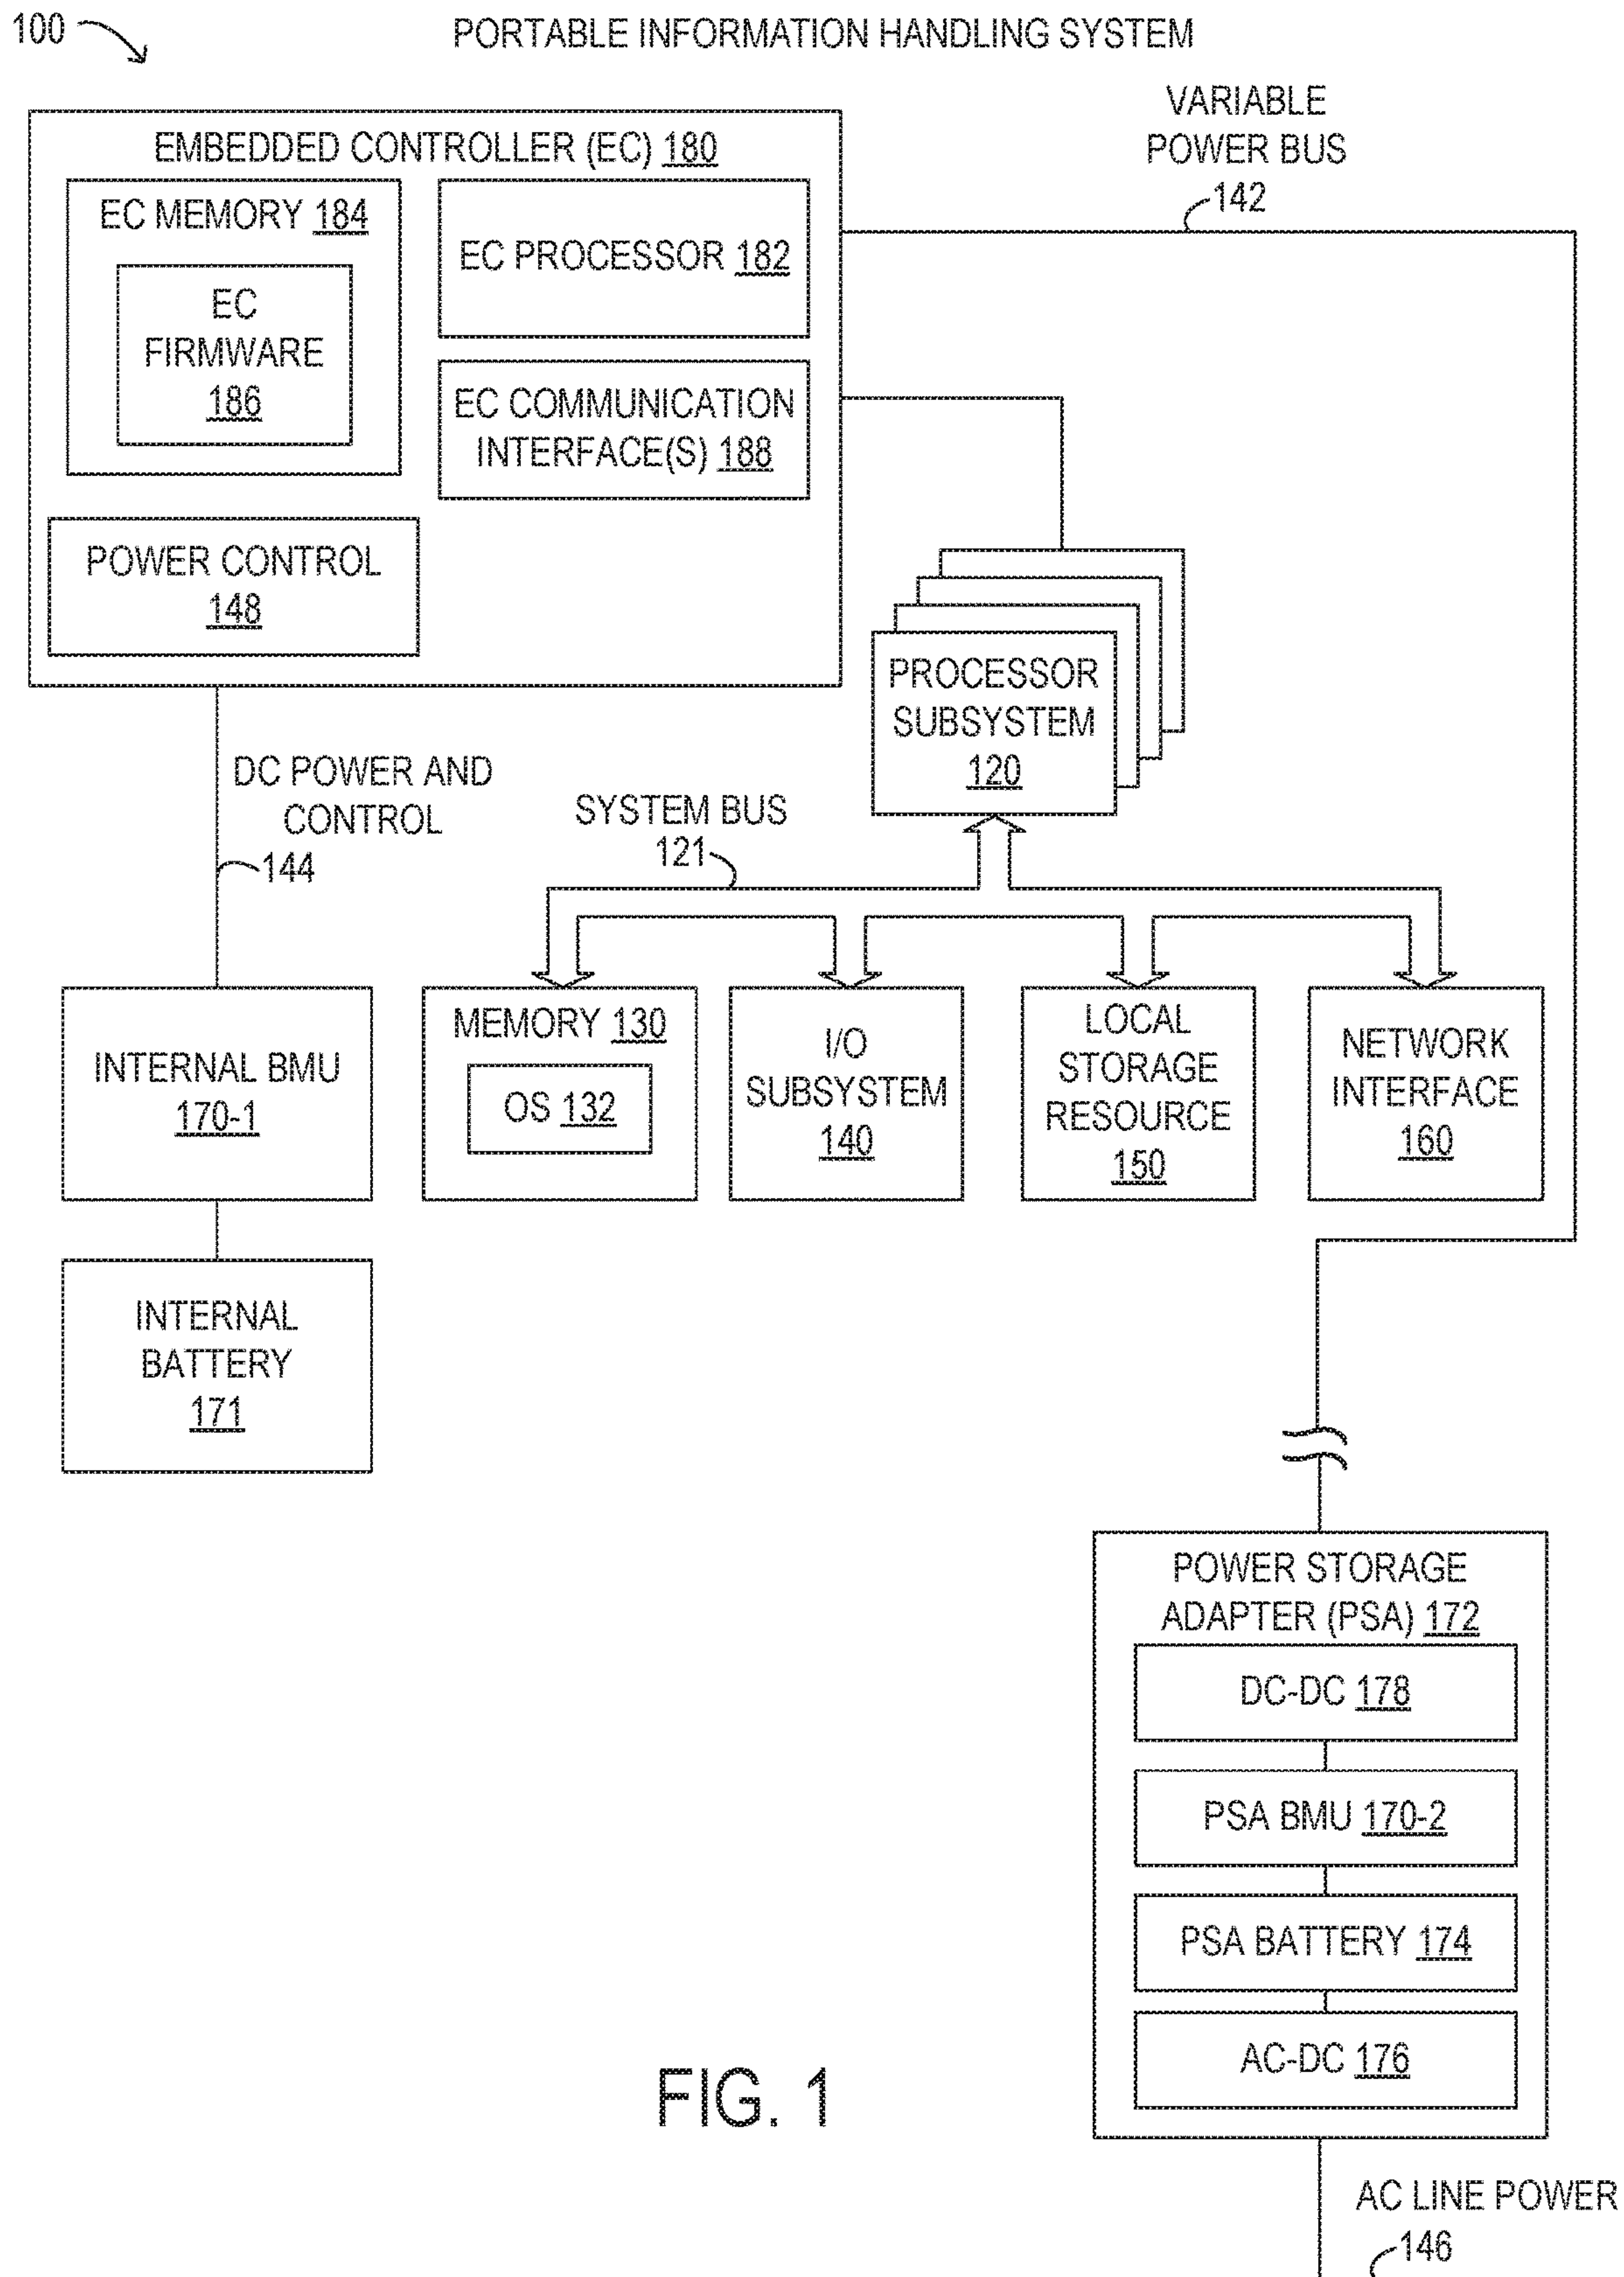 100
PORTABLE INFORMATION HANDLING SYSTEM
VARIABLE
POWER BUS
142
EMBEDDED CONTROLLER (EC) 180
EC MEMORY 184
EC
FIRMWARE
186
EC PROCESSOR 182
EC COMMUNICATION
INTERFACE(S) 188
POWER CONTROL
148
PROCESSOR
SUBSYSTEM
120
DC POWER AND
CONTROL
144
SYSTEM BUS
121
INTERNAL BMU
170-1
MEMORY 130
OS 132
I/O
SUBSYSTEM
140
LOCAL
STORAGE
RESOURCE
150
NETWORK
INTERFACE
160
INTERNAL
BATTERY
171
POWER STORAGE
ADAPTER (PSA) 172
DC-DC 178
PSA BMU 170-2
PSA BATTERY 174
AC-DC 176
FIG. 1
AC LINE POWER
146